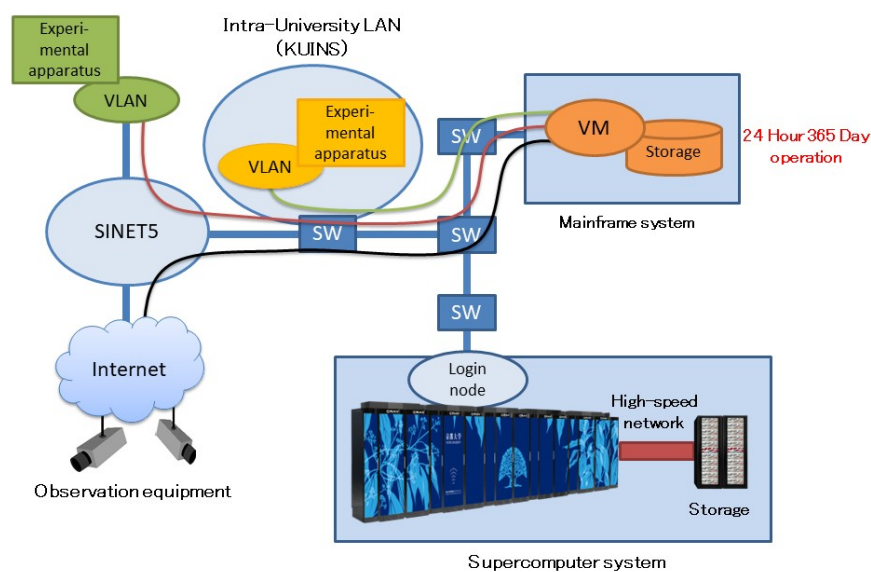 Experi-
mental
apparatus
VLAN
Intra-University LAN
(KUINS)
Experi-
mental
apparatus
VLAN
SW
VM
Storage
24 Hour 365 Day
operation
Mainframe system
SINET5
SW
SW
SW
Internet
Login
node
High-speed
network
Observation equipment
Storage
Supercomputer system